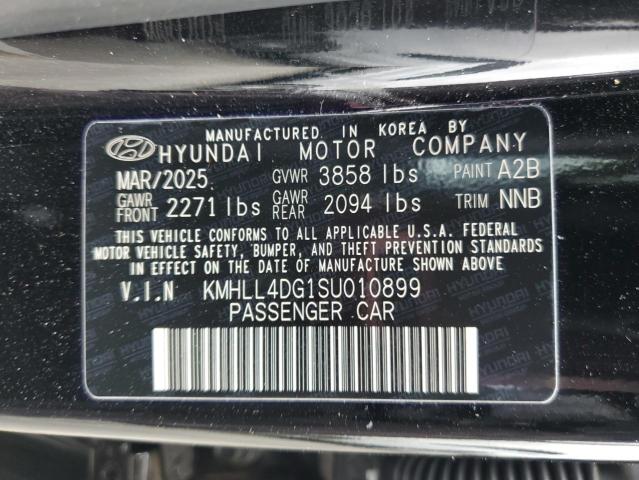 MANUFACTURED IN KOREA BY
HYUNDAI MOTOR COMPANY
MAR/2025 GVWR 3858 lbs PAINT A2B
GAWR FRONT 2271 lbs GAWR REAR 2094 lbs TRIM NNB
THIS VEHICLE CONFORMS TO ALL APPLICABLE U.S.A. FEDERAL
MOTOR VEHICLE SAFETY, BUMPER, AND THEFT PREVENTION STANDARDS
IN EFFECT ON THE DATE OF MANUFACTURE SHOWN ABOVE
V.I.N KMHLL4DG1SU010899
PASSENGER CAR